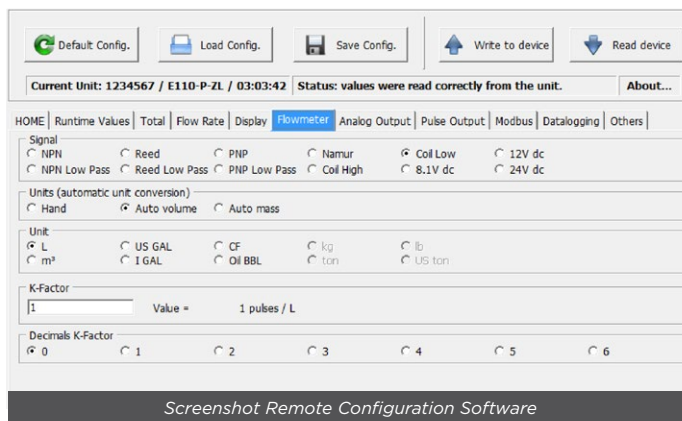 Default Config. Load Config. Save Config. Write to device Read device
Current Unit: 1234567 / E110-P-ZL / 03:03:42 Status: values were read correctly from the unit. About...
HOME Runtime Values Total Flow Rate Display Flowmeter Analog Output Pulse Output Modbus Datalogging Others
Signal
NPN Reed PNP Namur Coil Low 12V dc
NPN Low Pass Reed Low Pass PNP Low Pass Coil High 8.1V dc 24V dc
Units (automatic unit conversion)
Hand Auto volume Auto mass
Unit
L US GAL CF kg lb
m³ I GAL Oil BBL ton US ton
K-Factor
1 Value = 1 pulses / L
Decimals K-Factor
0 1 2 3 4 5 6
Screenshot Remote Configuration Software